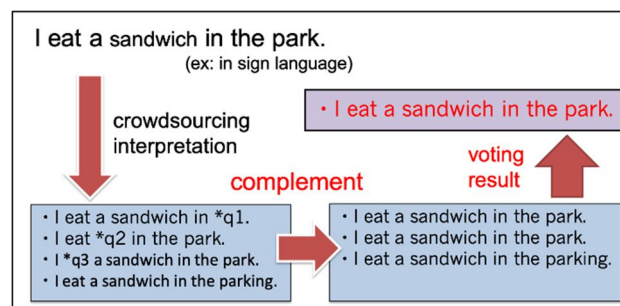 I eat a sandwich in the park.
(ex: in sign language)
crowdsourcing
interpretation
· I eat a sandwich in the park.
voting
result
complement
· I eat a sandwich in *q1.
· I eat *q2 in the park.
· I *q3 a sandwich in the park.
· I eat a sandwich in the parking.
· I eat a sandwich in the park.
· I eat a sandwich in the park.
· I eat a sandwich in the parking.